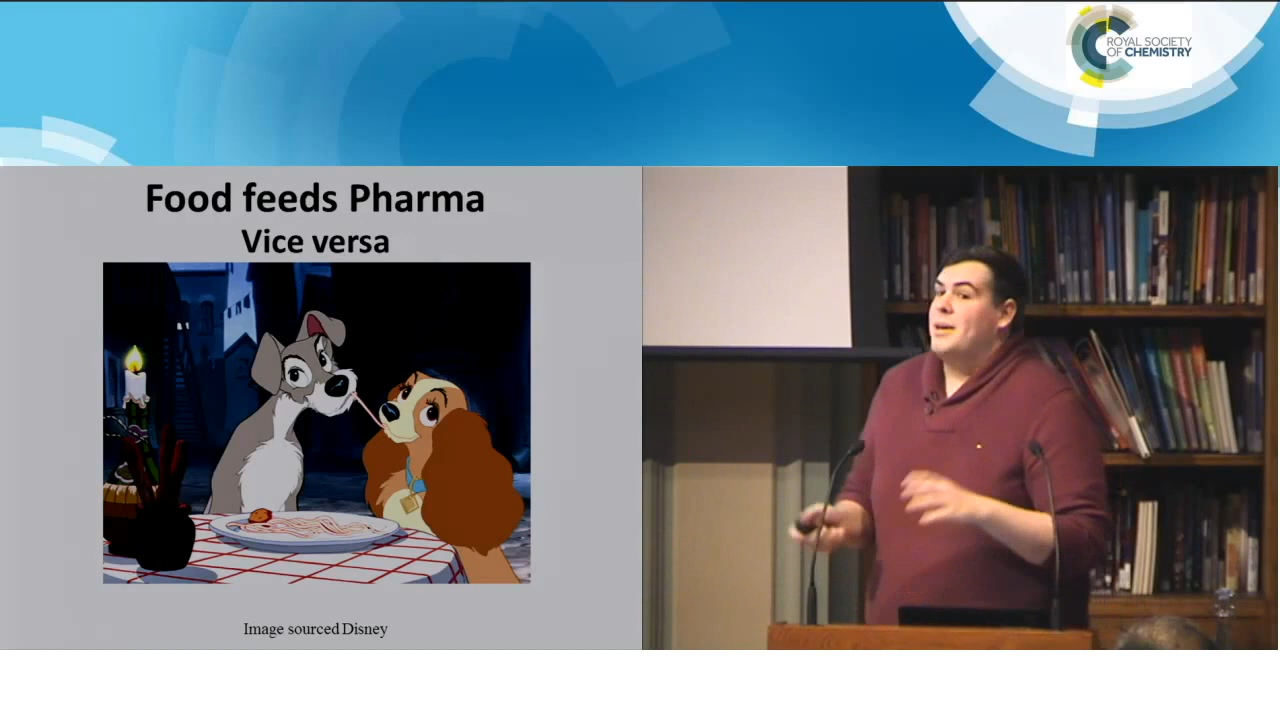 ROYAL SOCIETY
OF CHEMISTRY
Food feeds Pharma
Vice versa
Image sourced Disney